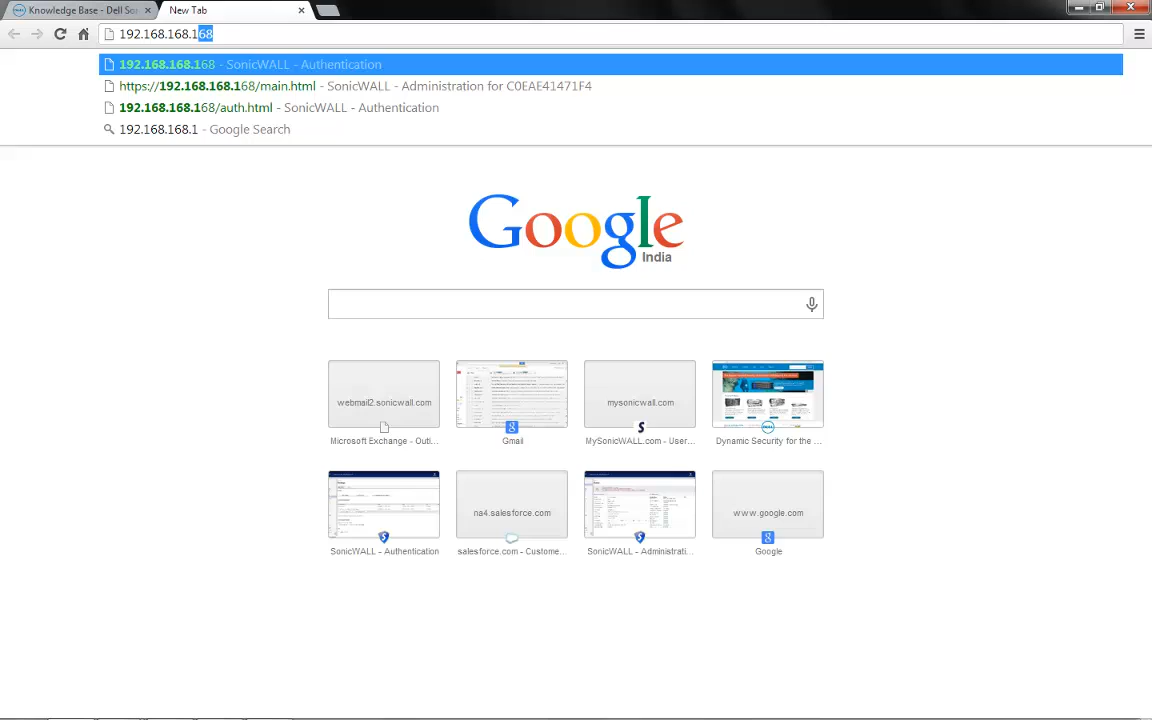 Knowledge Base - Dell Sor
New Tab
192.168.168.168
192.168.168.168 - SonicWALL - Authentication
https://192.168.168.168/main.html - SonicWALL - Administration for C0EAE41471F4
192.168.168.168/auth.html - SonicWALL - Authentication
192.168.168.1 - Google Search
Google
India
webmail2.sonicwall.com
mysonicwall.com
Microsoft Exchange - Outl...
Gmail
MySonicWALL.com - User...
Dynamic Security for the ...
na4.salesforce.com
www.google.com
SonicWALL - Authentication
salesforce.com - Custome...
SonicWALL - Administrati...
Google